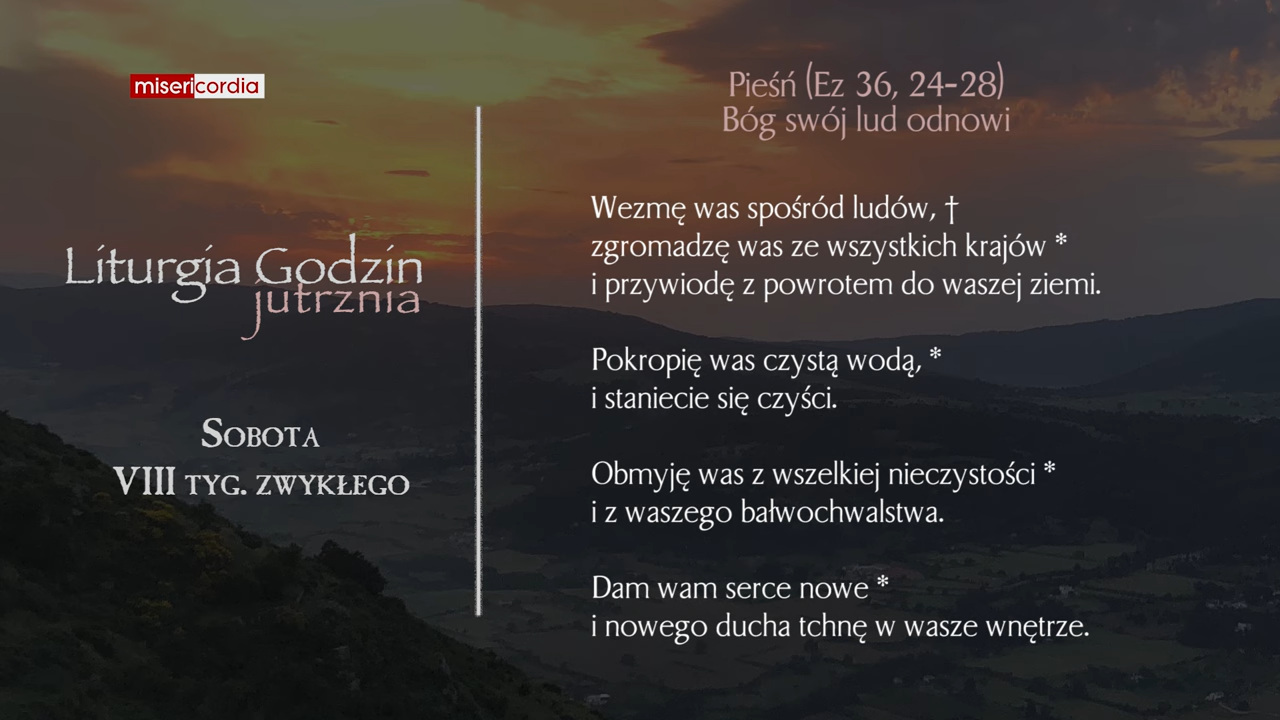 misericordia
Liturgia Godzin
jutrznia
Sobota
VIII tyg. zwykłego
Pieśń (Ez 36, 24-28)
Bóg swój lud odnowi
Wezmę was spośród ludów, †
zgromadzę was ze wszystkich krajów *
i przywiodę z powrotem do waszej ziemi.
Pokropię was czystą wodą, *
i staniecie się czyści.
Obmyję was z wszelkiej nieczystości *
i z waszego bałwochwalstwa.
Dam wam serce nowe *
i nowego ducha tchnę w wasze wnętrze.